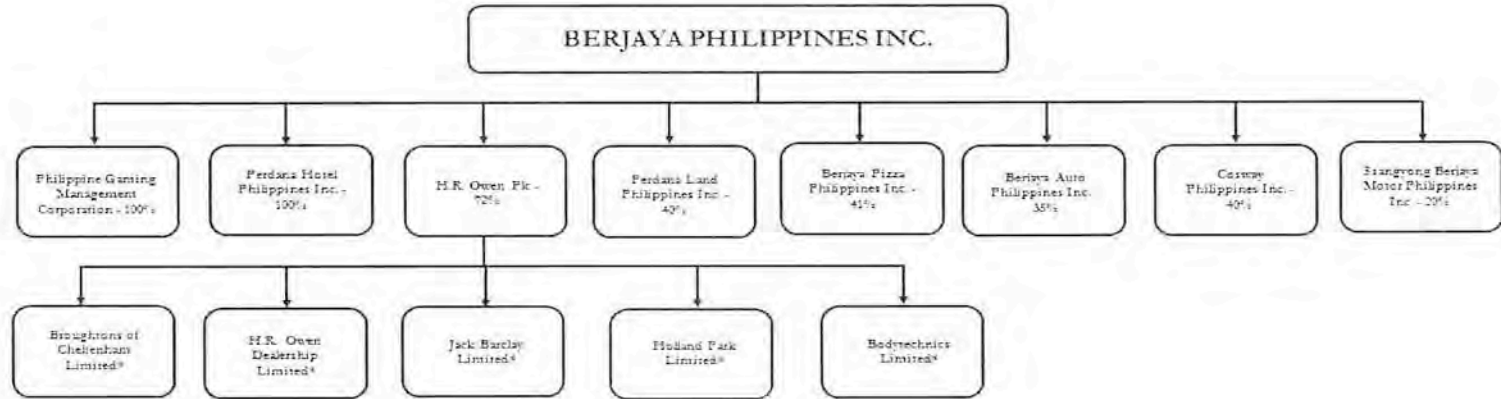 BERJAYA PHILIPPINES INC.
Philippine Gaming
Management
Corporation - 100%
Perdana Hotel
Philippines Inc. -
100%
H.R. Owen Plc -
72%
Perdana Land
Philippines Inc -
40%
Berjaya Pizza
Philippines Inc. -
41%
Berjaya Auto
Philippines Inc.
35%
Cosway
Philippines Inc. -
40%
Ssangyong Berjaya
Motor Philippines
Inc. - 20%
Broughtons of
Cheltenham
Limited*
H.R. Owen
Dealership
Limited*
Jack Barclay
Limited*
Holland Park
Limited*
Bodytechnics
Limited*